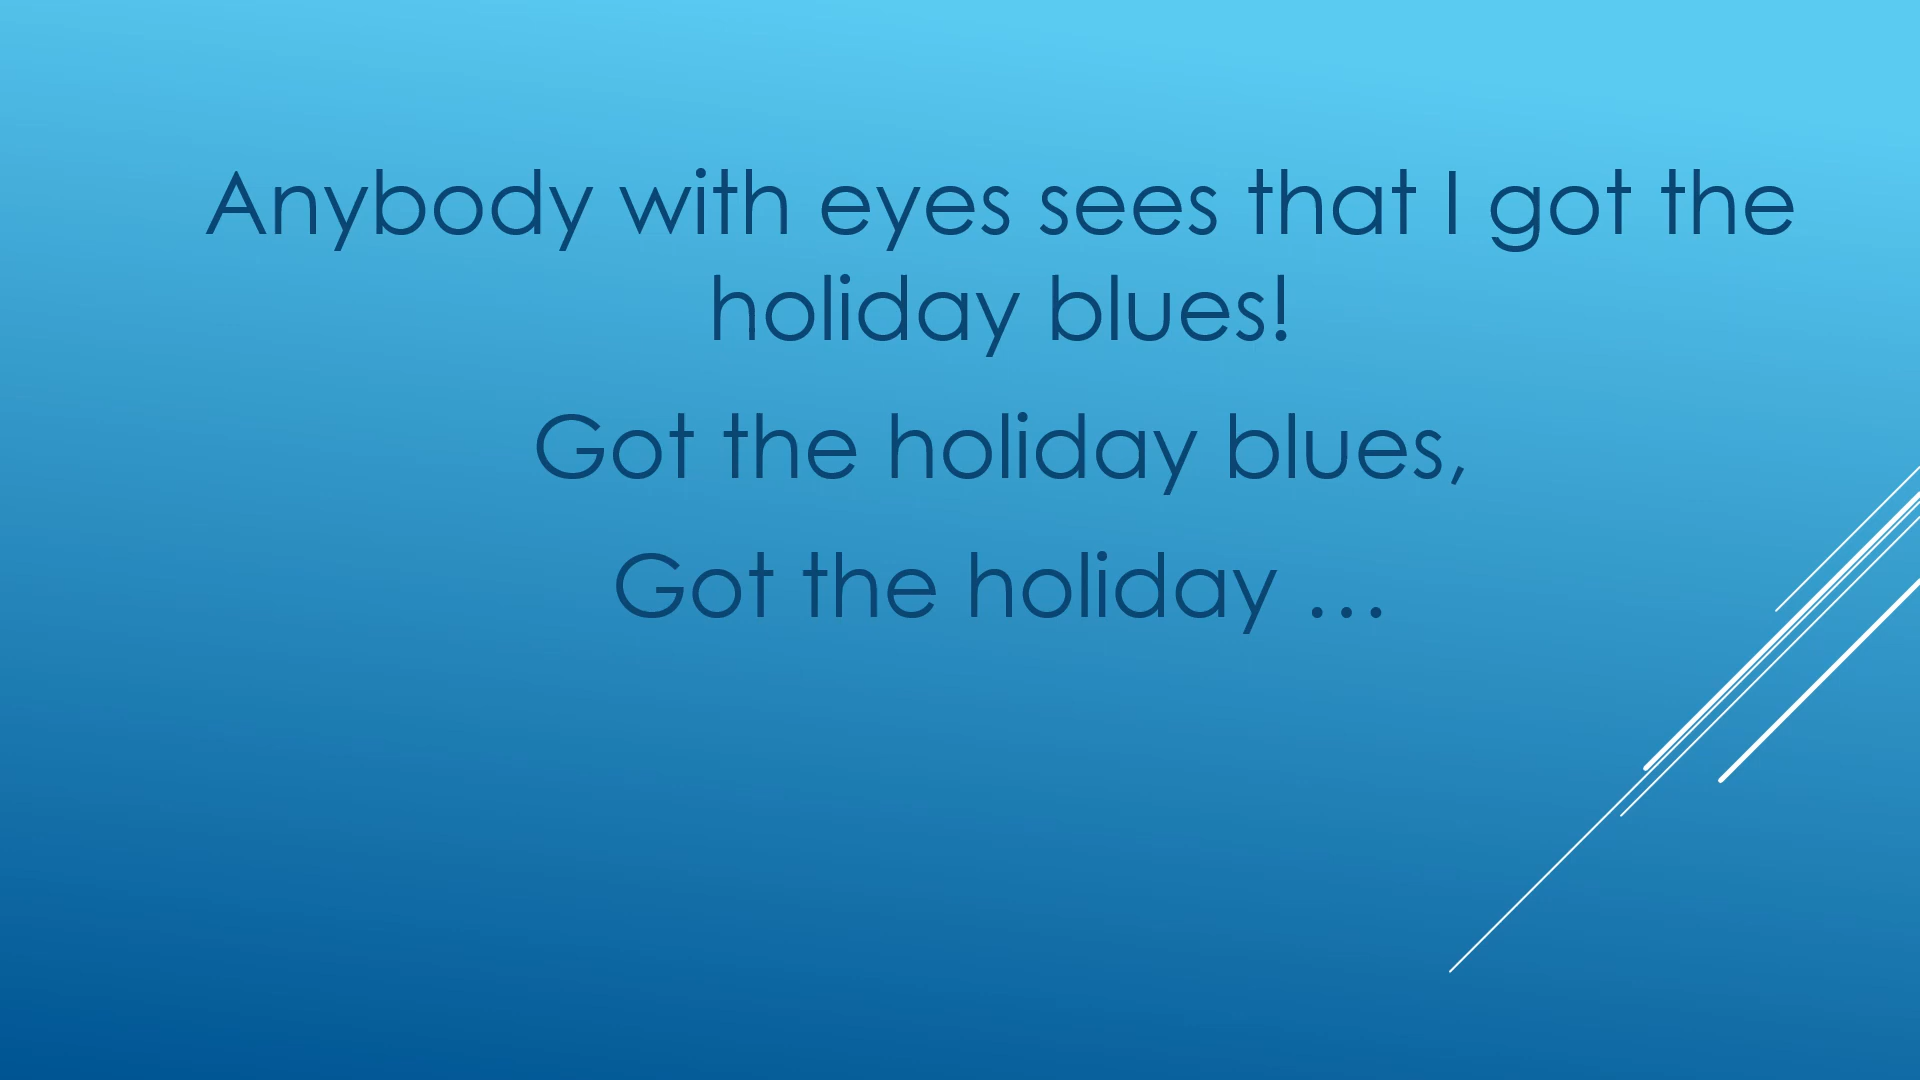 Anybody with eyes sees that I got the
holiday blues!
Got the holiday blues,
Got the holiday …